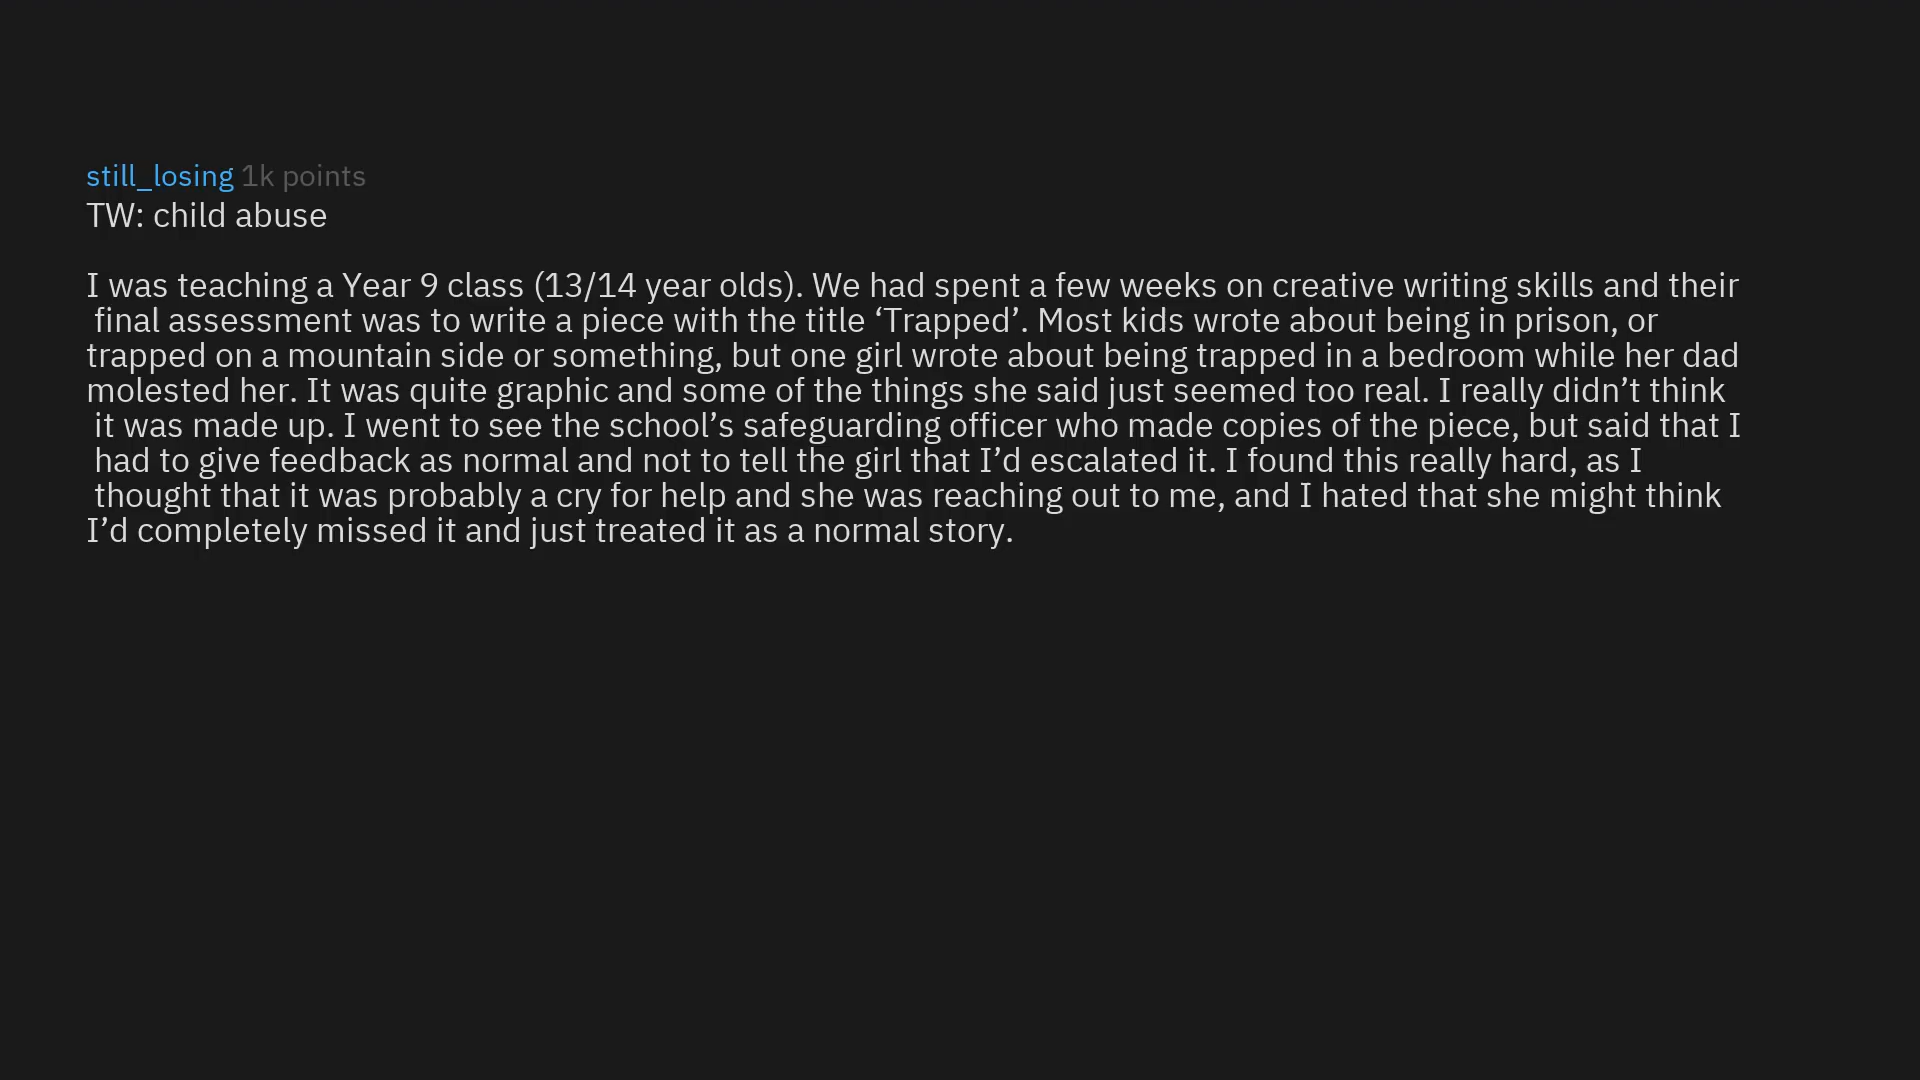 still_losing 1k points
TW: child abuse
I was teaching a Year 9 class (13/14 year olds). We had spent a few weeks on creative writing skills and their
final assessment was to write a piece with the title ‘Trapped’. Most kids wrote about being in prison, or
trapped on a mountain side or something, but one girl wrote about being trapped in a bedroom while her dad
molested her. It was quite graphic and some of the things she said just seemed too real. I really didn’t think
it was made up. I went to see the school’s safeguarding officer who made copies of the piece, but said that I
had to give feedback as normal and not to tell the girl that I’d escalated it. I found this really hard, as I
thought that it was probably a cry for help and she was reaching out to me, and I hated that she might think
I’d completely missed it and just treated it as a normal story.